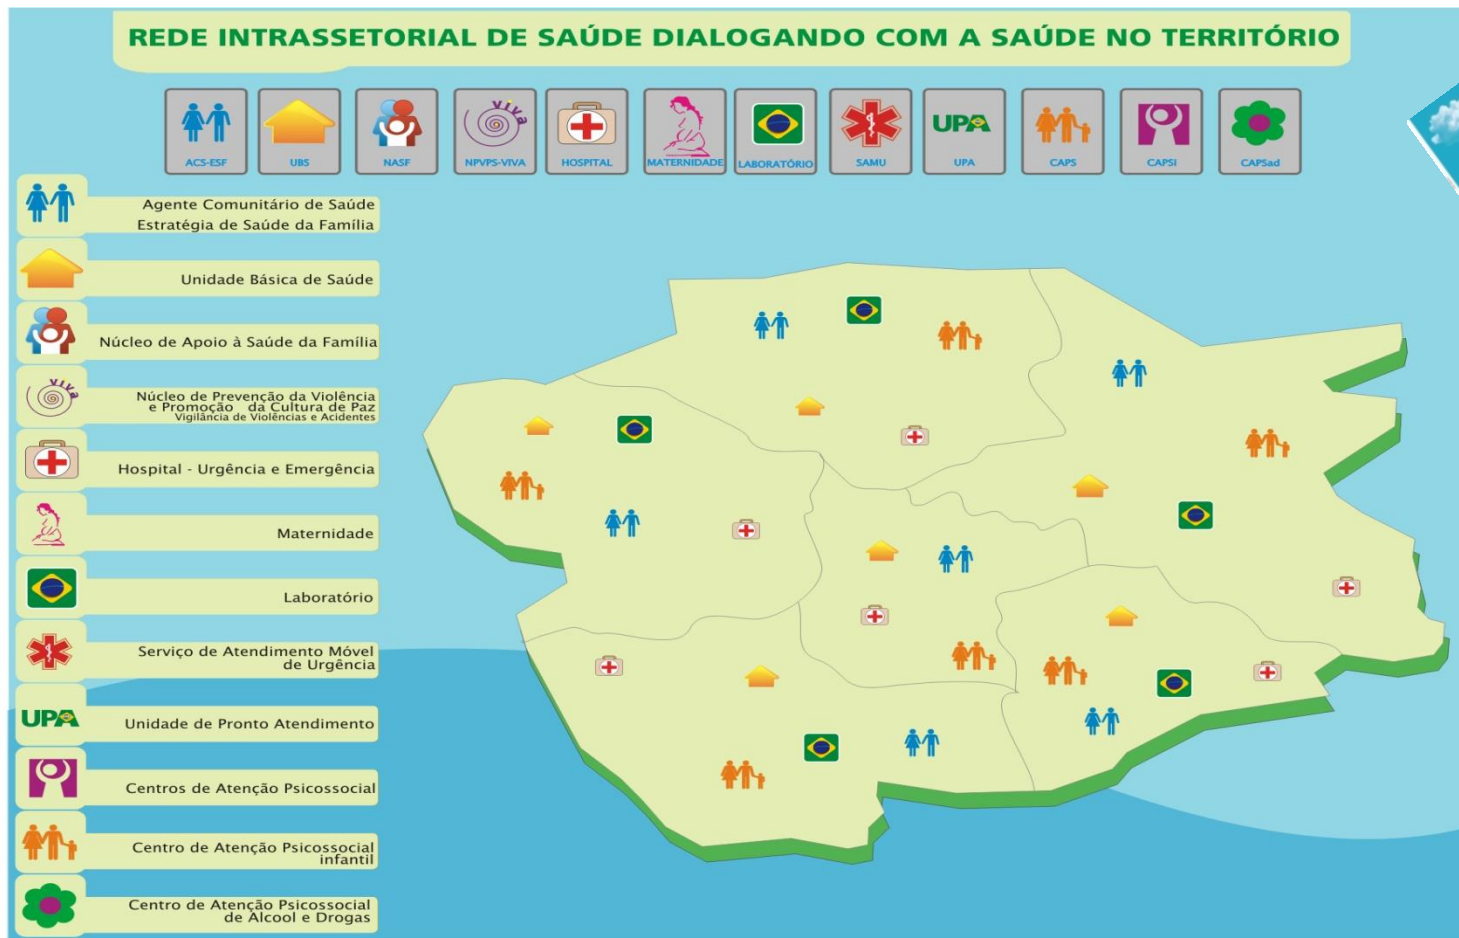 REDE INTRASSETORIAL DE SAÚDE DIALOGANDO COM A SAÚDE NO TERRITÓRIO
ACS-ESF
UBS
NASF
viva
NPVPS-VIVA
HOSPITAL
MATERNIDADE
LABORATÓRIO
SAMU
UPA
UPA
CAPS
CAPSi
CAPSad
Agente Comunitário de Saúde
Estratégia de Saúde da Família
Unidade Básica de Saúde
Núcleo de Apoio à Saúde da Família
viva
Núcleo de Prevenção da Violência
e Promoção da Cultura de Paz
Vigilância de Violências e Acidentes
Hospital - Urgência e Emergência
Maternidade
Laboratório
Serviço de Atendimento Móvel
de Urgência
UPA
Unidade de Pronto Atendimento
Centros de Atenção Psicossocial
Centro de Atenção Psicossocial
infantil
Centro de Atenção Psicossocial
de Alcool e Drogas